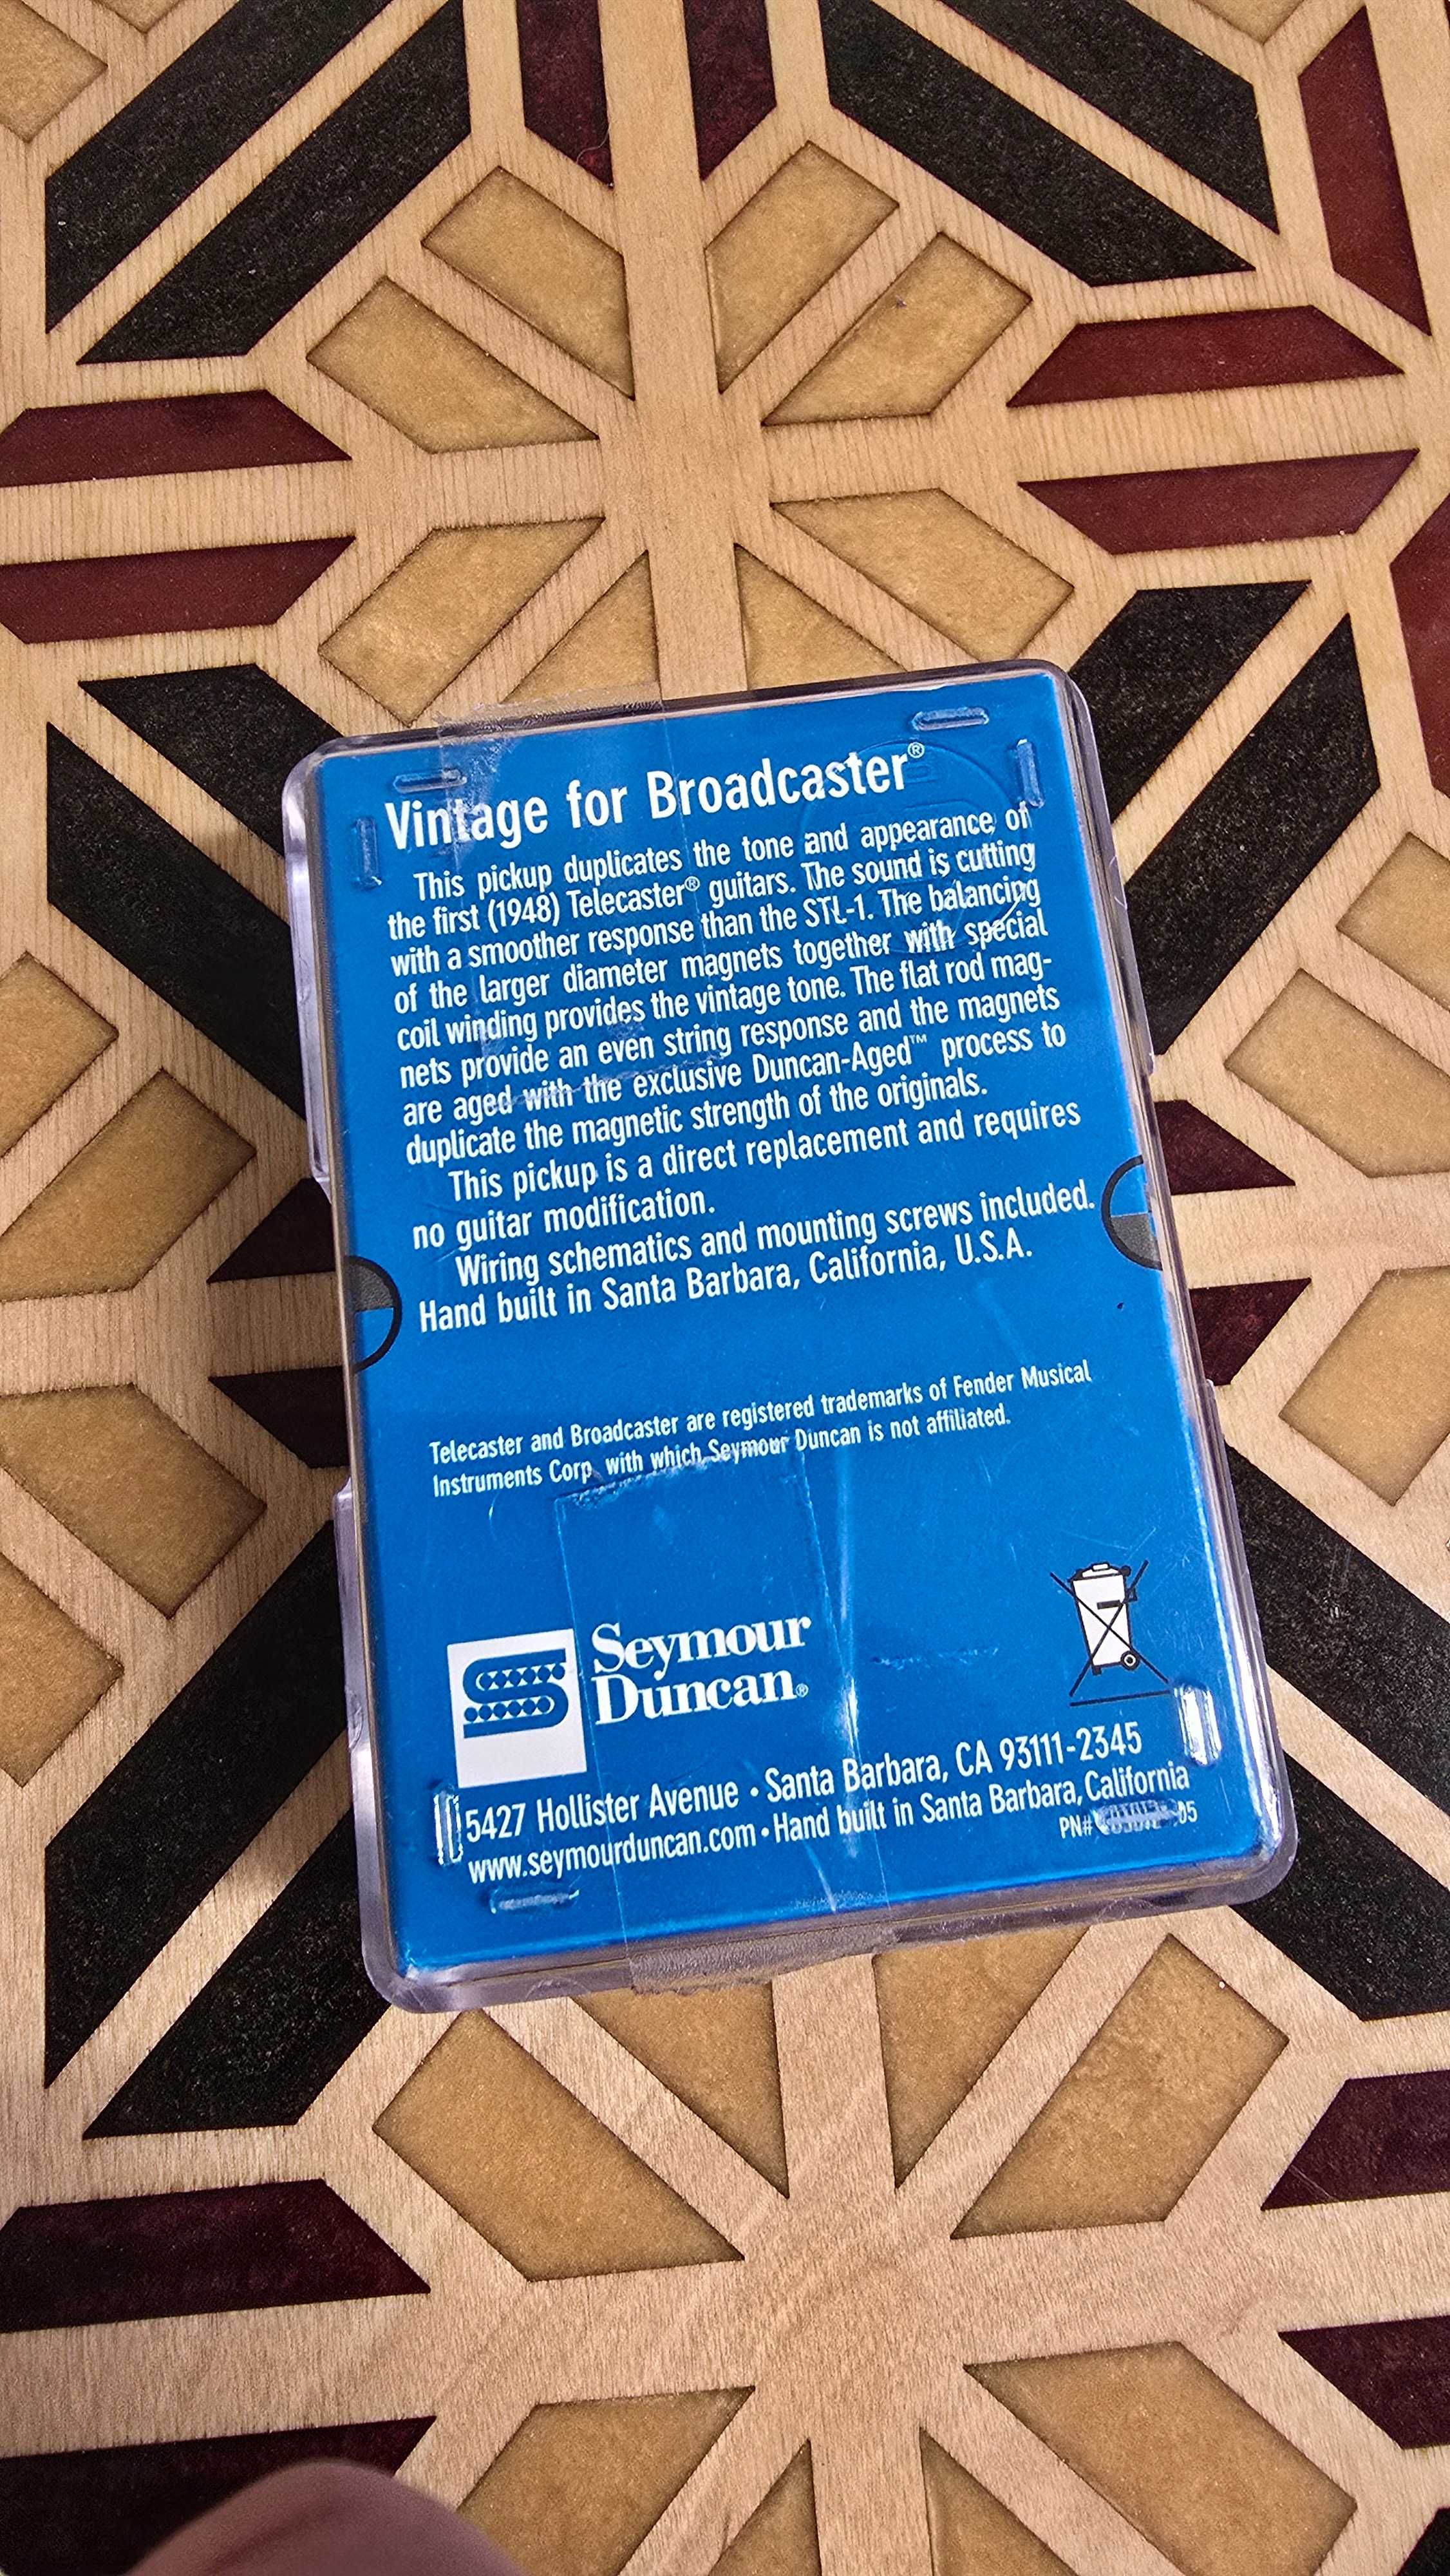 Vintage for Broadcaster®
This pickup duplicates the tone and appearance of
the first (1948) Telecaster® guitars. The sound is cutting
with a smoother response than the STL-1. The balancing
of the larger diameter magnets together with special
coil winding provides the vintage tone. The flat rod mag-
nets provide an even string response and the magnets
are aged with the exclusive Duncan-Aged™ process to
duplicate the magnetic strength of the originals.
This pickup is a direct replacement and requires
no guitar modification.
Wiring schematics and mounting screws included.
Hand built in Santa Barbara, California, U.S.A.
Telecaster and Broadcaster are registered trademarks of Fender Musical
Instruments Corp. with which Seymour Duncan is not affiliated.
Seymour
Duncan®
5427 Hollister Avenue • Santa Barbara, CA 93111-2345
www.seymourduncan.com • Hand built in Santa Barbara, California
PN#